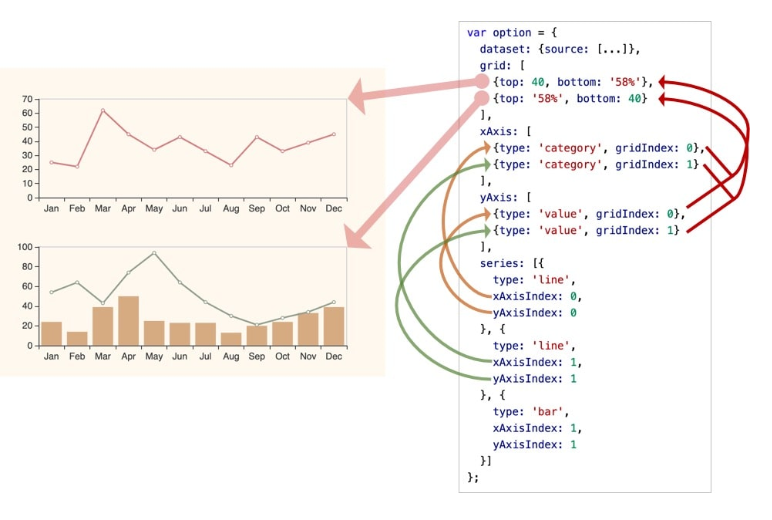 70
60
50
40
30
20
10
0
Jan Feb Mar Apr May Jun Jul Aug Sep Oct Nov Dec
100
80
60
40
20
0
Jan Feb Mar Apr May Jun Jul Aug Sep Oct Nov Dec
var option = {
dataset: {source: [...]},
grid: [
{top: 40, bottom: '58%'},
{top: '58%', bottom: 40}
],
xAxis: [
{type: 'category', gridIndex: 0},
{type: 'category', gridIndex: 1}
],
yAxis: [
{type: 'value', gridIndex: 0},
{type: 'value', gridIndex: 1}
],
series: [{
type: 'line',
xAxisIndex: 0,
yAxisIndex: 0
}, {
type: 'line',
xAxisIndex: 1,
yAxisIndex: 1
}, {
type: 'bar',
xAxisIndex: 1,
yAxisIndex: 1
}]
};